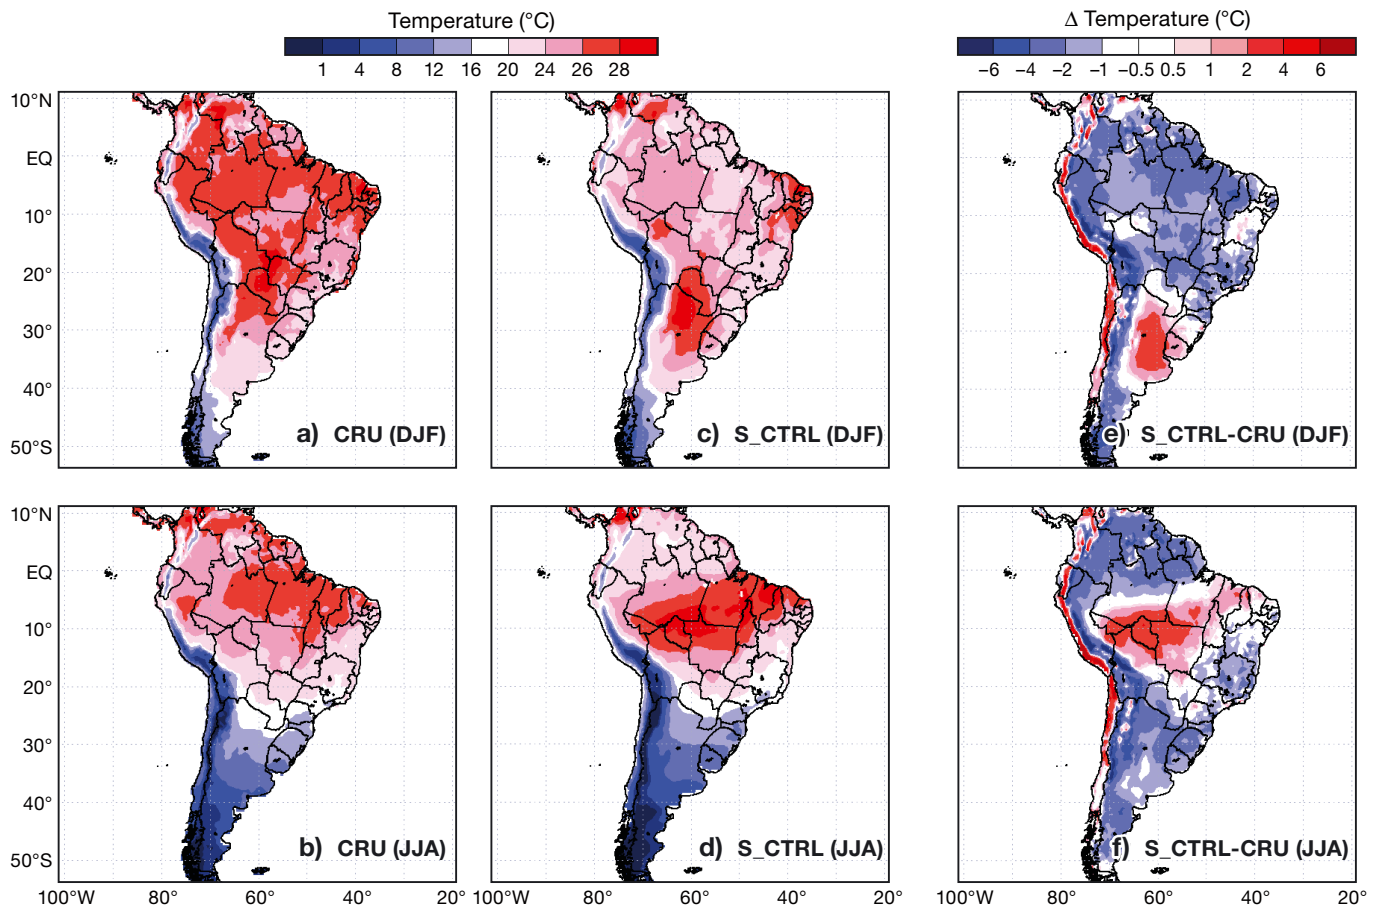 Temperature (°C)
Δ Temperature (°C)
1 4 8 12 16 20 24 26 28
−6 −4 −2 −1 −0.5 0.5 1 2 4 6
10°N
EQ
10°
20°
30°
40°
50°S
a) CRU (DJF)
c) S_CTRL (DJF)
e) S_CTRL-CRU (DJF)
10°N
EQ
10°
20°
30°
40°
50°S
b) CRU (JJA)
d) S_CTRL (JJA)
f) S_CTRL-CRU (JJA)
100°W 80° 60° 40° 20°
100°W 80° 60° 40° 20°
100°W 80° 60° 40° 20°